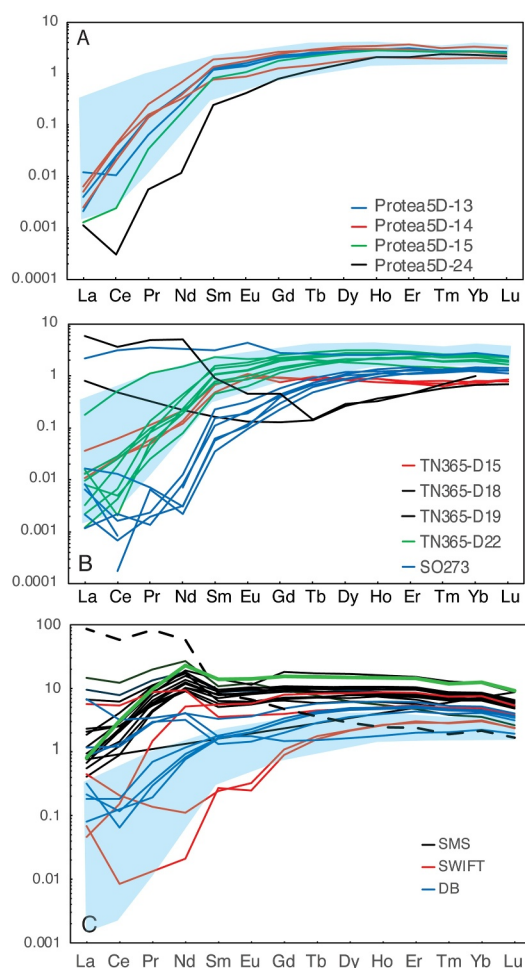 10
A
1
0.1
0.01
0.001
Protea5D-13
Protea5D-14
Protea5D-15
Protea5D-24
0.0001
La Ce Pr Nd Sm Eu Gd Tb Dy Ho Er Tm Yb Lu
10
1
0.1
0.01
TN365-D15
TN365-D18
0.001
TN365-D19
TN365-D22
B
SO273
0.0001
La Ce Pr Nd Sm Eu Gd Tb Dy Ho Er Tm Yb Lu
100
10
1
0.1
SMS
0.01
SWIFT
C
DB
0.001
La Ce Pr Nd Sm Eu Gd Tb Dy Ho Er Tm Yb Lu